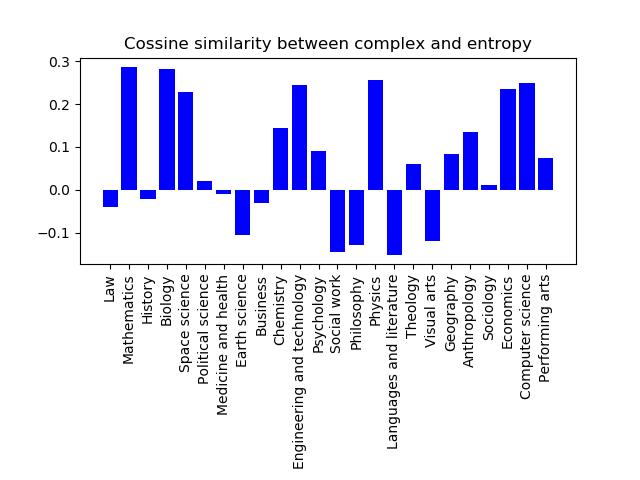 Cossine similarity between complex and entropy
0.3
0.2
0.1
0.0
−0.1
Law
Mathematics
History
Biology
Space science
Political science
Medicine and health
Earth science
Business
Chemistry
Engineering and technology
Psychology
Social work
Philosophy
Physics
Languages and literature
Theology
Visual arts
Geography
Anthropology
Sociology
Economics
Computer science
Performing arts